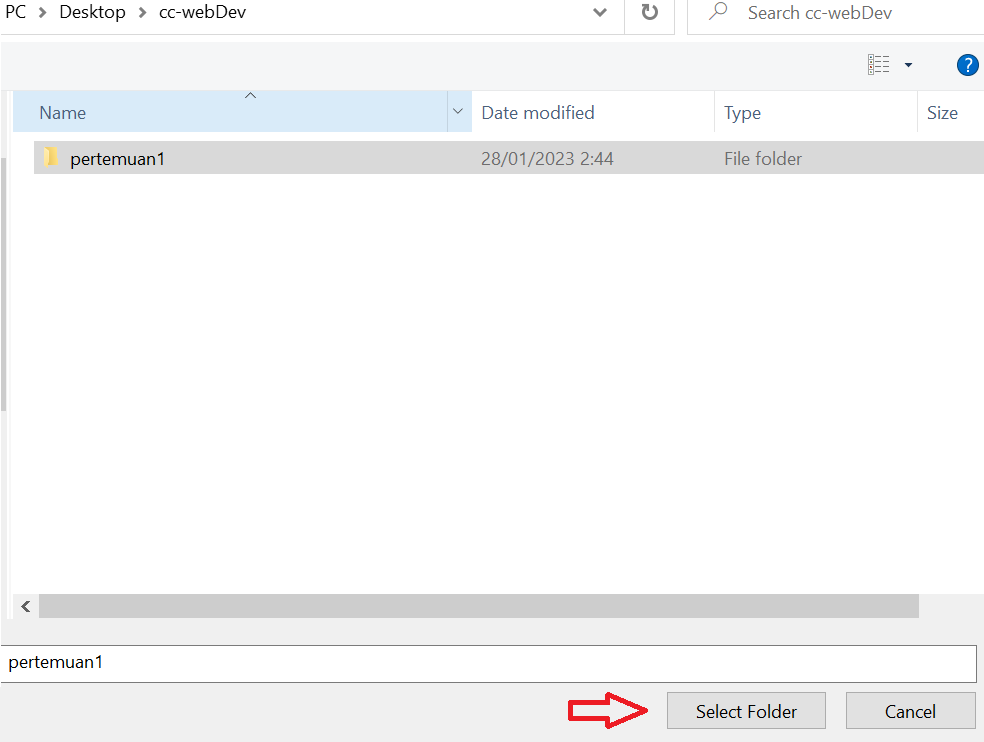 PC > Desktop > cc-webDev Search cc-webDev
?
Name Date modified Type Size
pertemuan1 28/01/2023 2:44 File folder
pertemuan1
Select Folder Cancel